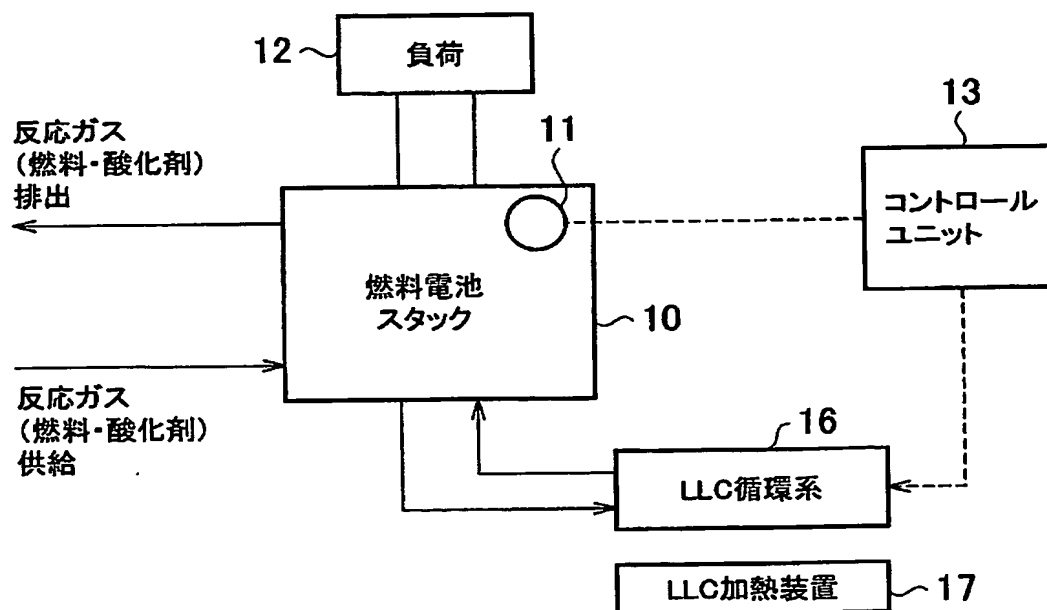 12
負荷
反応ガス
(燃料・酸化剤)
排出
11
13
コントロール
ユニット
燃料電池
スタック
10
反応ガス
(燃料・酸化剤)
供給
16
LLC循環系
LLC加熱装置
17